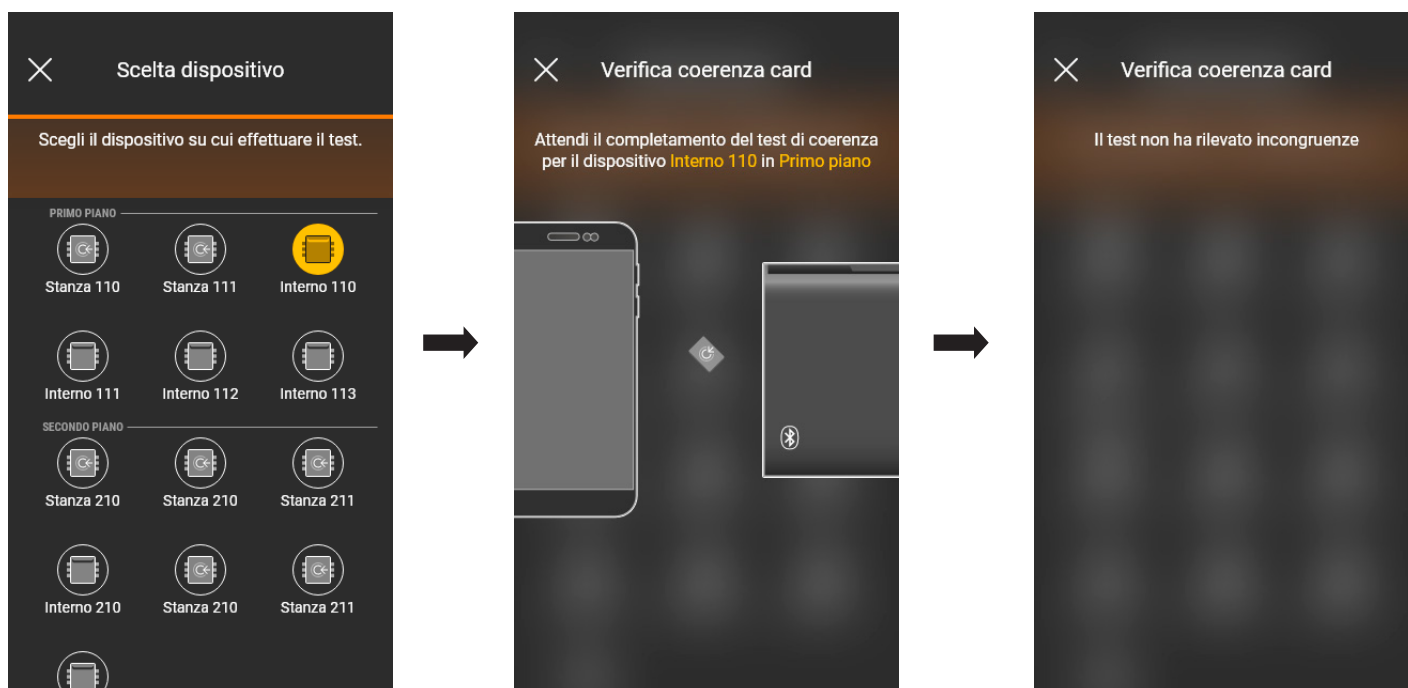 Scelta dispositivo
Scegli il dispositivo su cui effettuare il test.
PRIMO PIANO
Stanza 110
Stanza 111
Interno 110
Interno 111
Interno 112
Interno 113
SECONDO PIANO
Stanza 210
Stanza 210
Stanza 211
Interno 210
Stanza 210
Stanza 211
Verifica coerenza card
Attendi il completamento del test di coerenza
per il dispositivo Interno 110 in Primo piano
Verifica coerenza card
Il test non ha rilevato incongruenze